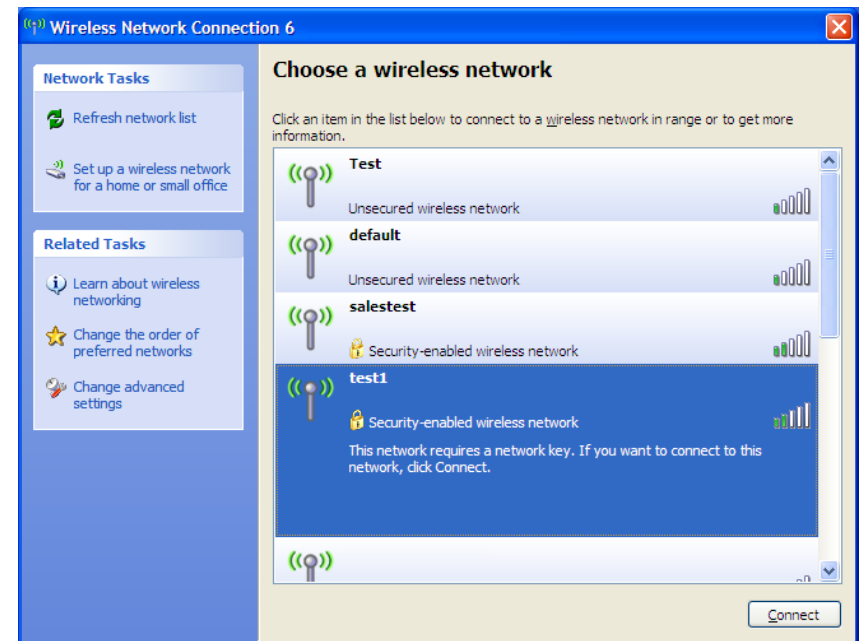 Wireless Network Connection 6
Network Tasks
Refresh network list
Set up a wireless network
for a home or small office
Related Tasks
Learn about wireless
networking
Change the order of
preferred networks
Change advanced
settings
Choose a wireless network
Click an item in the list below to connect to a wireless network in range or to get more
information.
Test
Unsecured wireless network
default
Unsecured wireless network
salestest
Security-enabled wireless network
test1
Security-enabled wireless network
This network requires a network key. If you want to connect to this
network, click Connect.
Connect